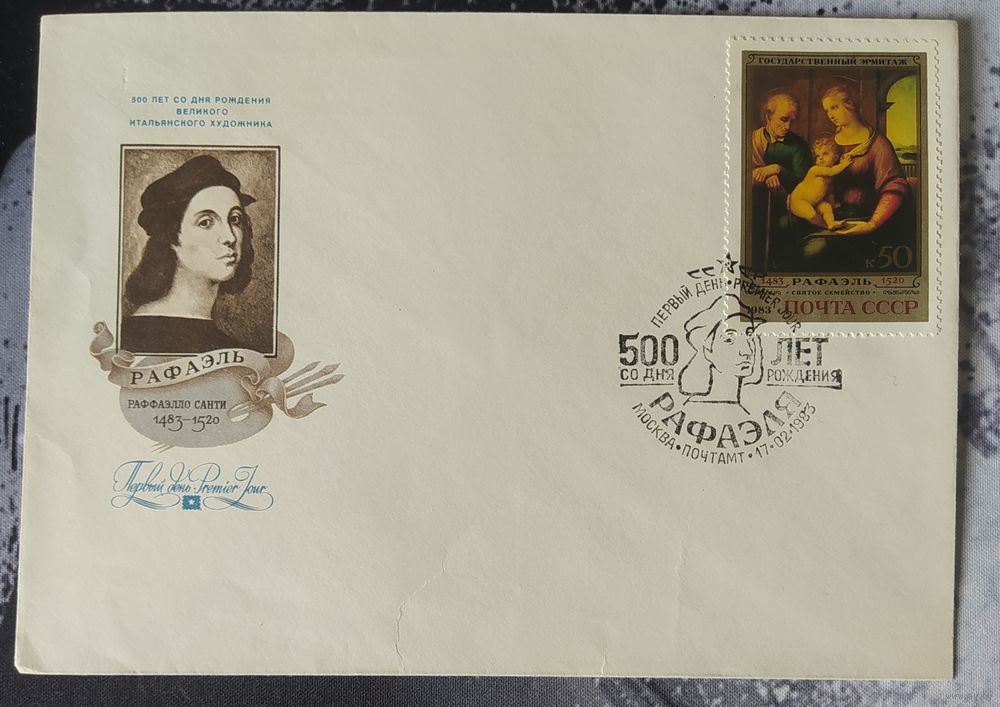 500 ЛЕТ СО ДНЯ РОЖДЕНИЯ
ВЕЛИКОГО
ИТАЛЬЯНСКОГО ХУДОЖНИКА
РАФАЭЛЬ
РАФФАЭЛЛО САНТИ
1483–1520
Первый день · Premier Jour
ГОСУДАРСТВЕННЫЙ ЭРМИТАЖ
к 50
1483 РАФАЭЛЬ 1520
• СВЯТОЕ СЕМЕЙСТВО •
1983 ПОЧТА СССР
ПЕРВЫЙ ДЕНЬ • PREMIER JOUR
500 ЛЕТ
СО ДНЯ РОЖДЕНИЯ
РАФАЭЛЯ
МОСКВА • ПОЧТАМТ • 17•02•1983